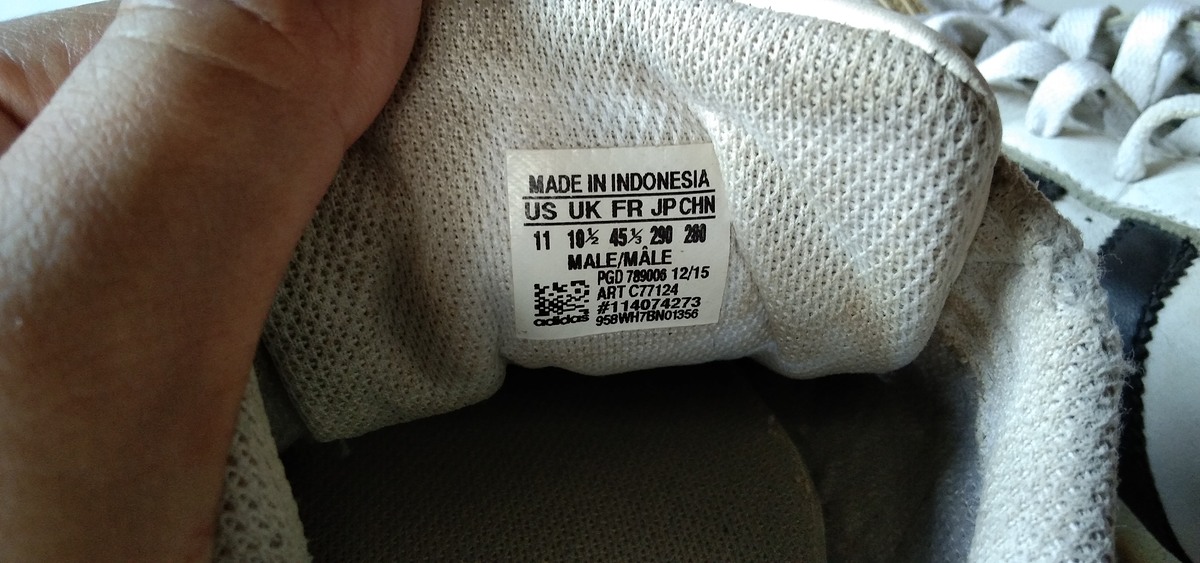 MADE IN INDONESIA
US UK FR JP CHN
11 10½ 45⅓ 290 280
MALE/MÂLE
PGD 789006 12/15
ART C77124
#114074273
958WH7BN01356
adidas